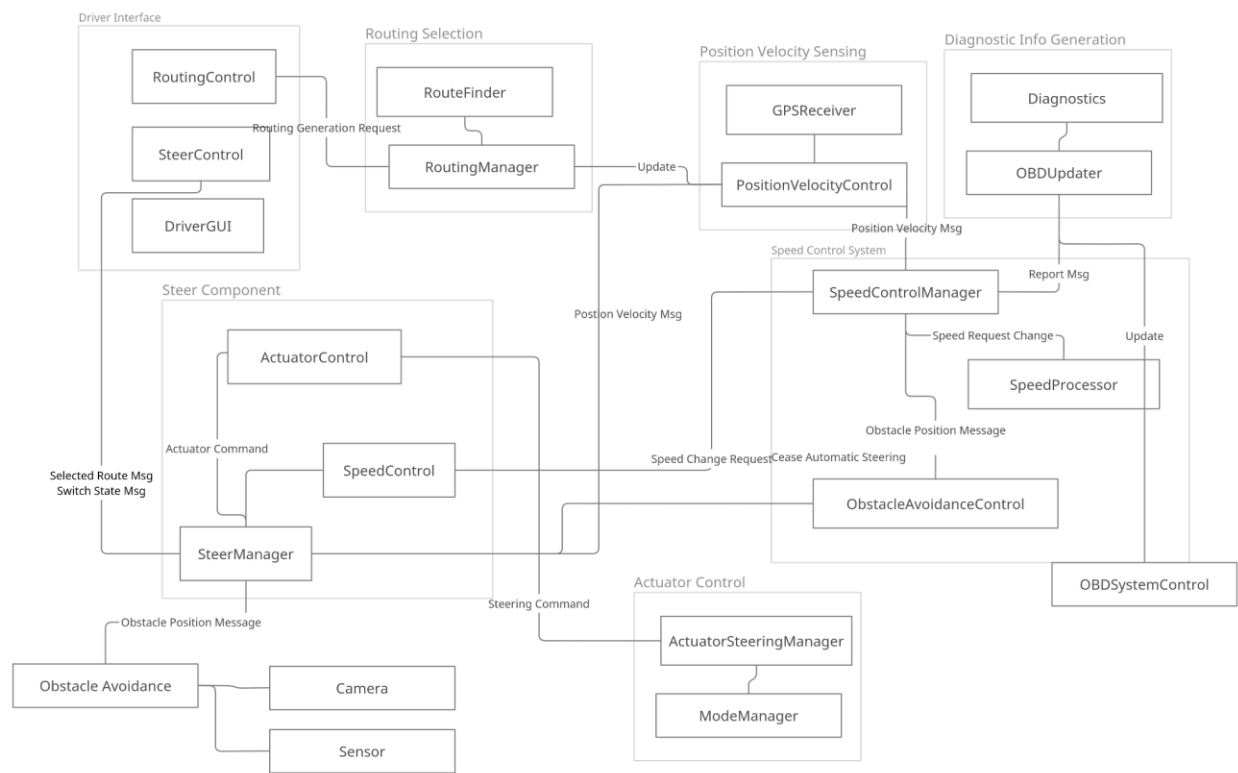 Driver Interface
RoutingControl
SteerControl
DriverGUI
Routing Generation Request
Routing Selection
RouteFinder
RoutingManager
Update
Position Velocity Sensing
GPSReceiver
PositionVelocityControl
Position Velocity Msg
Diagnostic Info Generation
Diagnostics
OBDUpdater
Speed Control System
SpeedControlManager
Report Msg
Speed Request Change
Update
SpeedProcessor
Obstacle Position Message
Cease Automatic Steering
ObstacleAvoidanceControl
OBDSystemControl
Steer Component
ActuatorControl
Postion Velocity Msg
Actuator Command
SpeedControl
Speed Change Request
Selected Route Msg
Switch State Msg
SteerManager
Steering Command
Obstacle Position Message
Obstacle Avoidance
Camera
Sensor
Actuator Control
ActuatorSteeringManager
ModeManager